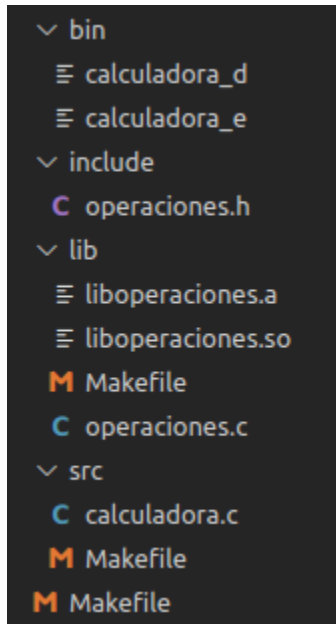 bin
calculadora_d
calculadora_e
include
C operaciones.h
lib
liboperaciones.a
liboperaciones.so
M Makefile
C operaciones.c
src
C calculadora.c
M Makefile
M Makefile